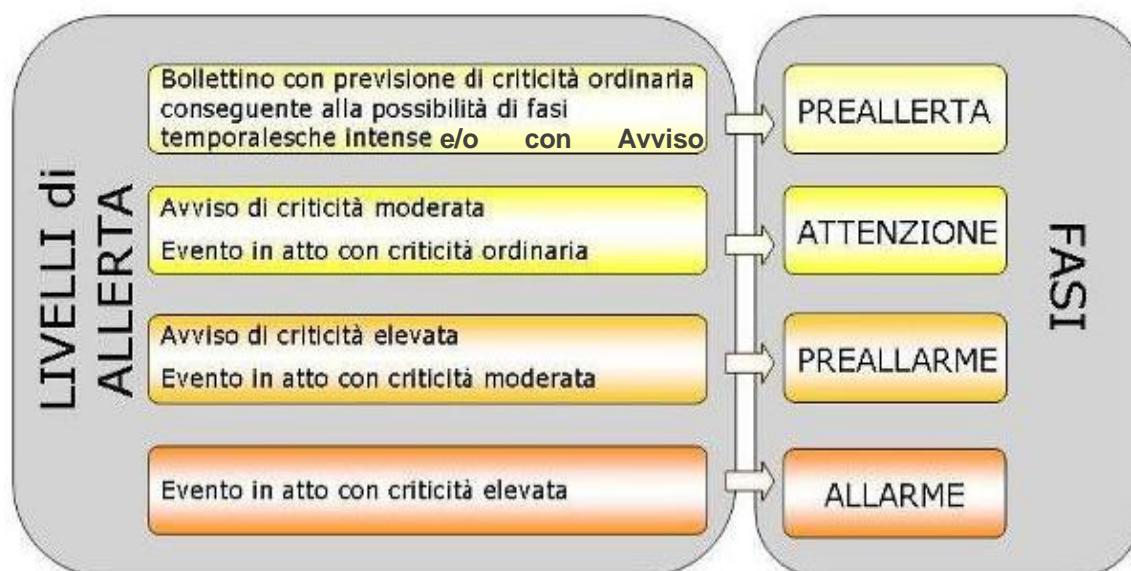 LIVELLI di
ALLERTA
Bollettino con previsione di criticità ordinaria
conseguente alla possibilità di fasi
temporalesche intense e/o con Avviso
PREALLERTA
Avviso di criticità moderata
Evento in atto con criticità ordinaria
ATTENZIONE
Avviso di criticità elevata
Evento in atto con criticità moderata
PREALLARME
Evento in atto con criticità elevata
ALLARME
FASI